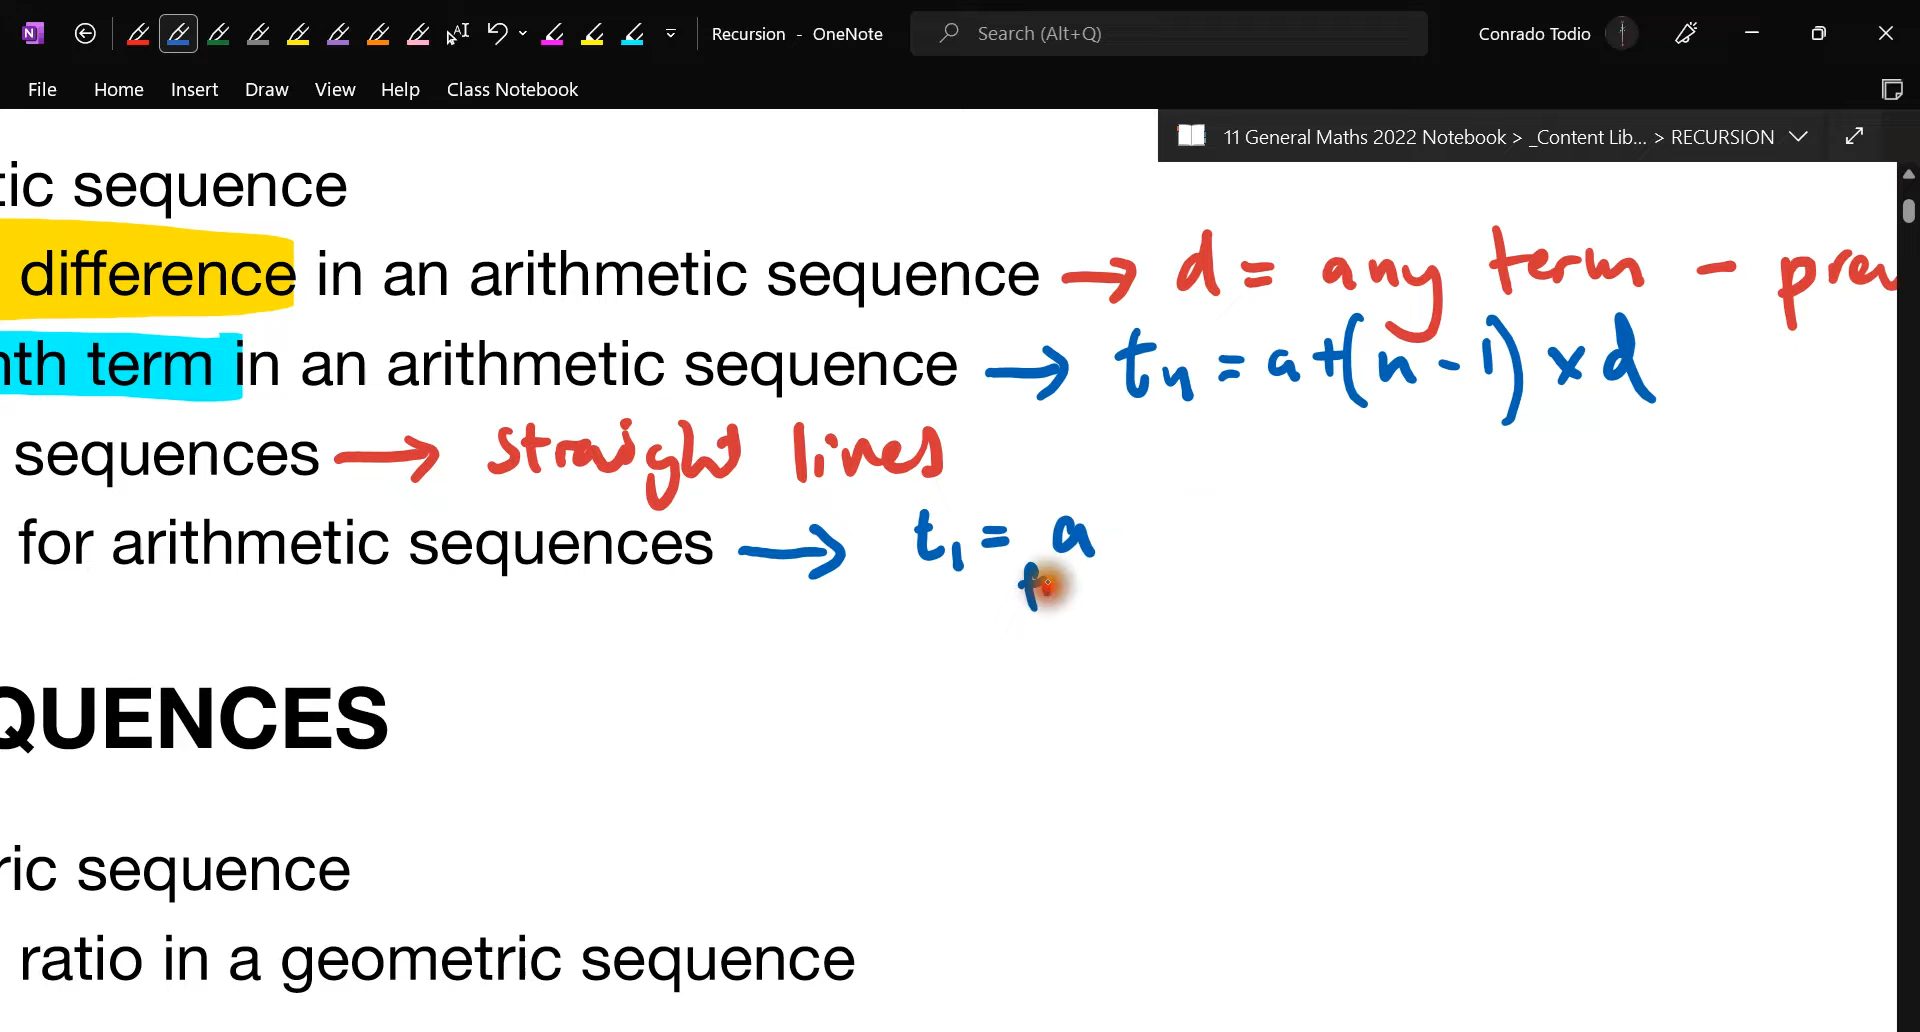 Recursion - OneNote
Search (Alt+Q)
Conrado Todio
File Home Insert Draw View Help Class Notebook
11 General Maths 2022 Notebook > _Content Lib... > RECURSION
tic sequence
difference in an arithmetic sequence → d = any term - prev
nth term in an arithmetic sequence → tn = a+(n-1)×d
sequences → straight lines
for arithmetic sequences → t1 = a
QUENCES
ric sequence
ratio in a geometric sequence